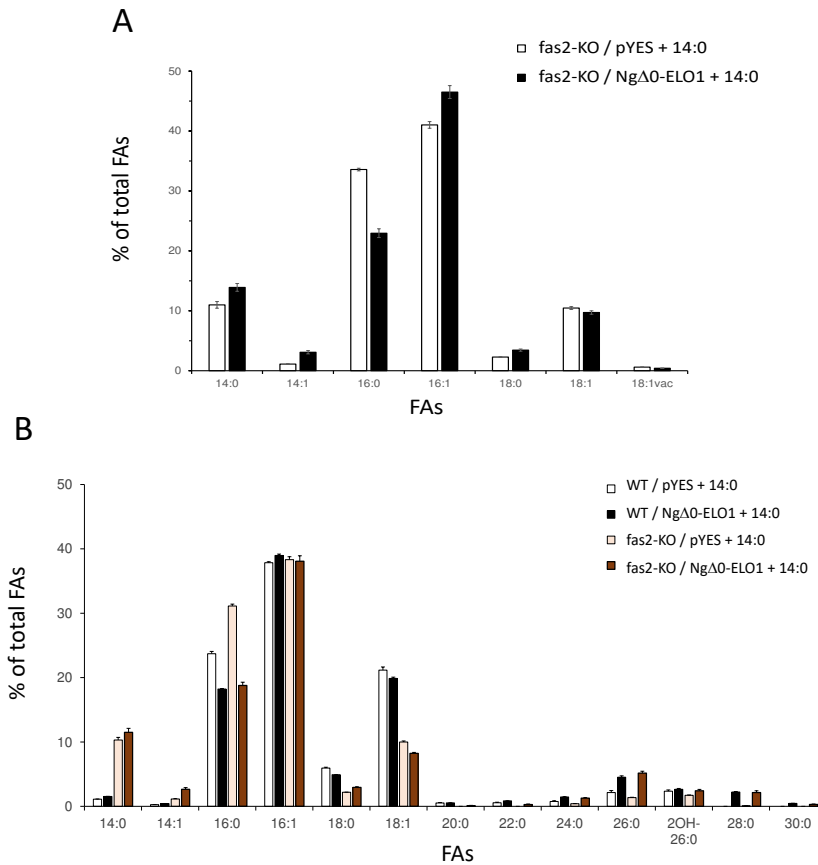 A
fas2-KO / pYES + 14:0
fas2-KO / NgΔ0-ELO1 + 14:0
% of total FAs
50
40
30
20
10
0
14:0 14:1 16:0 16:1 18:0 18:1 18:1vac
FAs
B
WT / pYES + 14:0
WT / NgΔ0-ELO1 + 14:0
fas2-KO / pYES + 14:0
fas2-KO / NgΔ0-ELO1 + 14:0
% of total FAs
50
40
30
20
10
0
14:0 14:1 16:0 16:1 18:0 18:1 20:0 22:0 24:0 26:0 2OH- 28:0 30:0
26:0
FAs